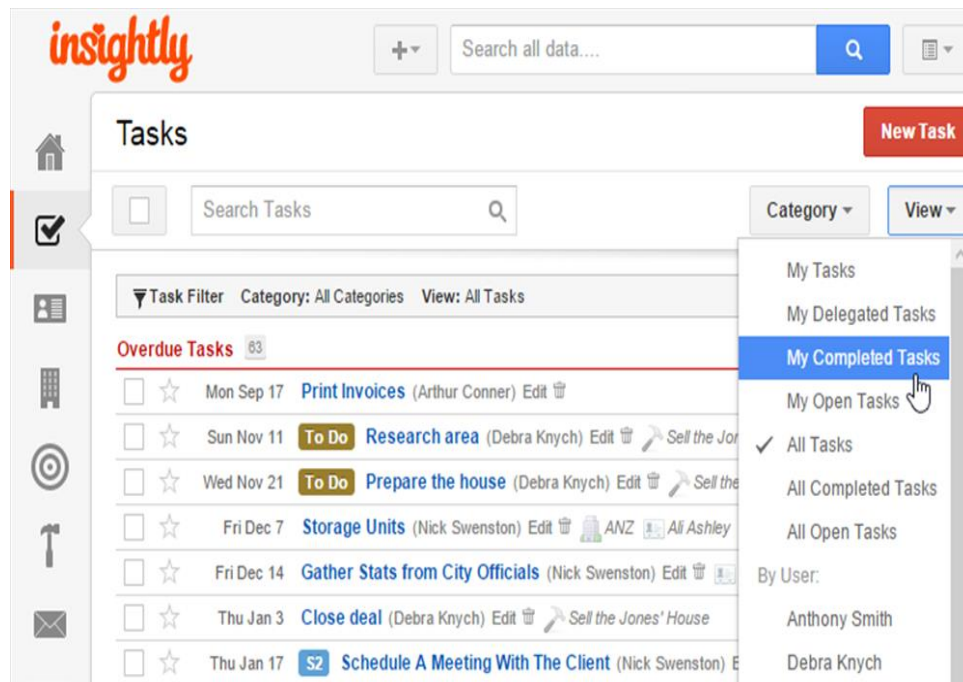 insightly
Search all data....
Tasks
New Task
Search Tasks
Category
View
Task Filter Category: All Categories View: All Tasks
Overdue Tasks 63
Mon Sep 17 Print Invoices (Arthur Conner) Edit
Sun Nov 11 To Do Research area (Debra Knych) Edit Sell the Jor
Wed Nov 21 To Do Prepare the house (Debra Knych) Edit Sell the
Fri Dec 7 Storage Units (Nick Swenston) Edit ANZ Ali Ashley
Fri Dec 14 Gather Stats from City Officials (Nick Swenston) Edit
Thu Jan 3 Close deal (Debra Knych) Edit Sell the Jones' House
Thu Jan 17 S2 Schedule A Meeting With The Client (Nick Swenston) E
My Tasks
My Delegated Tasks
My Completed Tasks
My Open Tasks
All Tasks
All Completed Tasks
All Open Tasks
By User:
Anthony Smith
Debra Knych